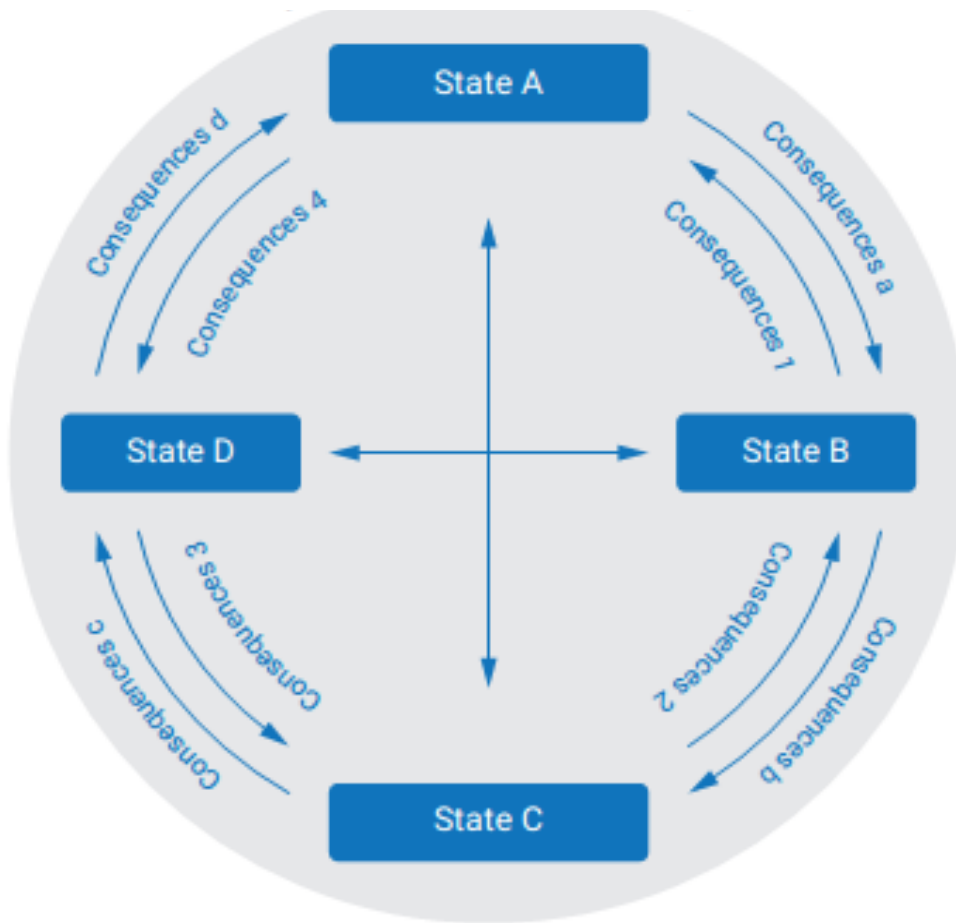 State A
Consequences d
Consequences a
Consequences 4
Consequences 1
State D
State B
Consequences 3
Consequences 2
Consequences c
Consequences b
State C